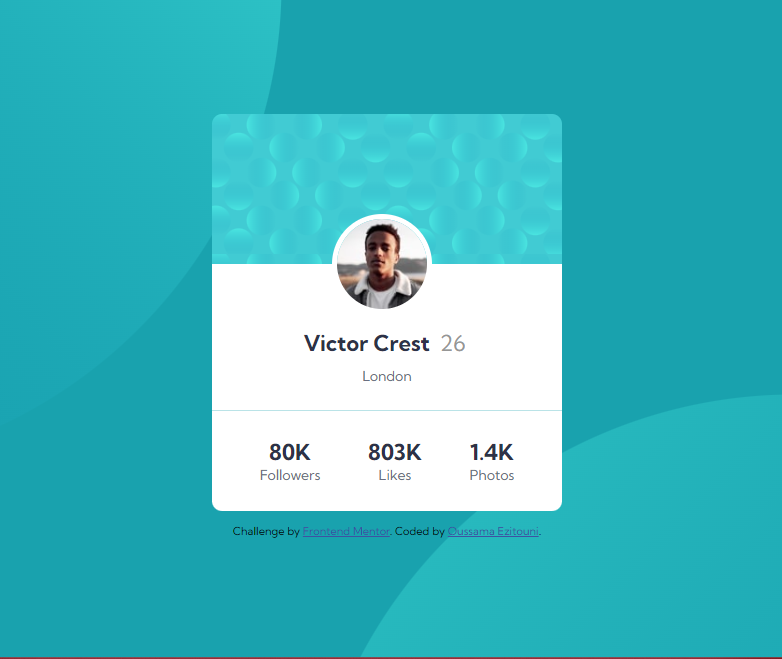 Victor Crest 26
London
80K 803K 1.4K
Followers Likes Photos
Challenge by Frontend Mentor. Coded by Oussama Ezitouni.